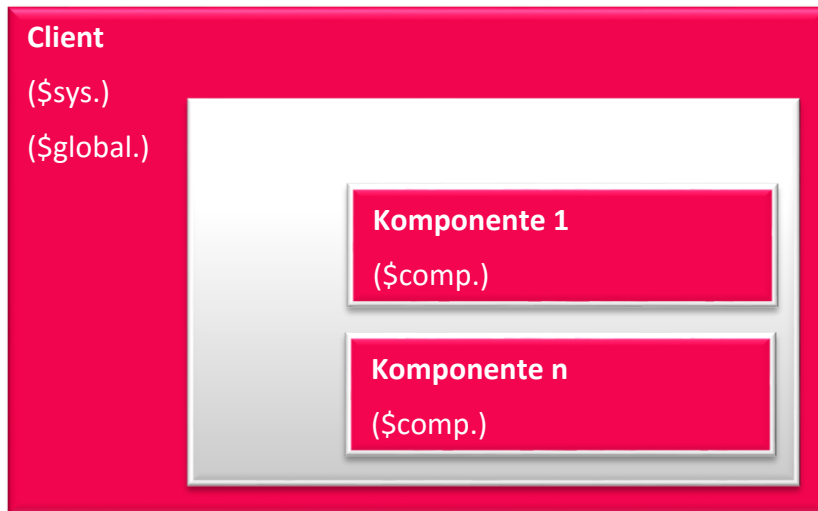 Client
($sys.)
($global.)
Komponente 1
($comp.)
Komponente n
($comp.)